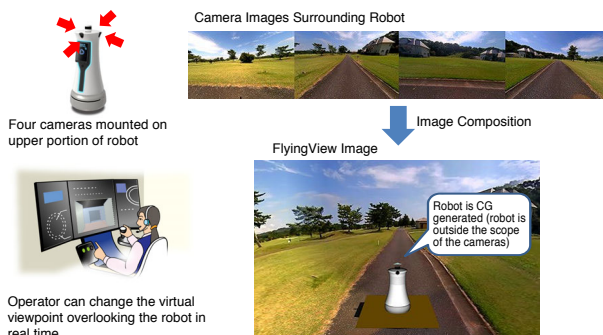 Camera Images Surrounding Robot
Four cameras mounted on
upper portion of robot
Image Composition
FlyingView Image
Robot is CG
generated (robot is
outside the scope
of the cameras)
Operator can change the virtual
viewpoint overlooking the robot in
real time